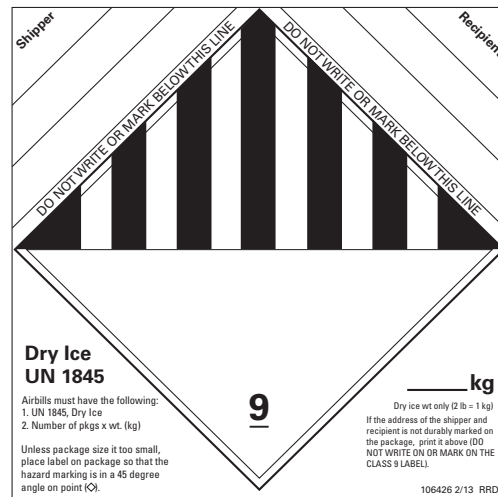 Shipper
Recipient
DO NOT WRITE OR MARK BELOW THIS LINE
DO NOT WRITE OR MARK BELOW THIS LINE
Dry Ice
UN 1845
Airbills must have the following:
1. UN 1845, Dry Ice
2. Number of pkgs x wt. (kg)
Unless package size it too small,
place label on package so that the
hazard marking is in a 45 degree
angle on point (◇).
9
______kg
Dry ice wt only (2 lb = 1 kg)
If the address of the shipper and
recipient is not durably marked on
the package, print it above (DO
NOT WRITE ON OR MARK ON THE
CLASS 9 LABEL).
106426 2/13 RRD